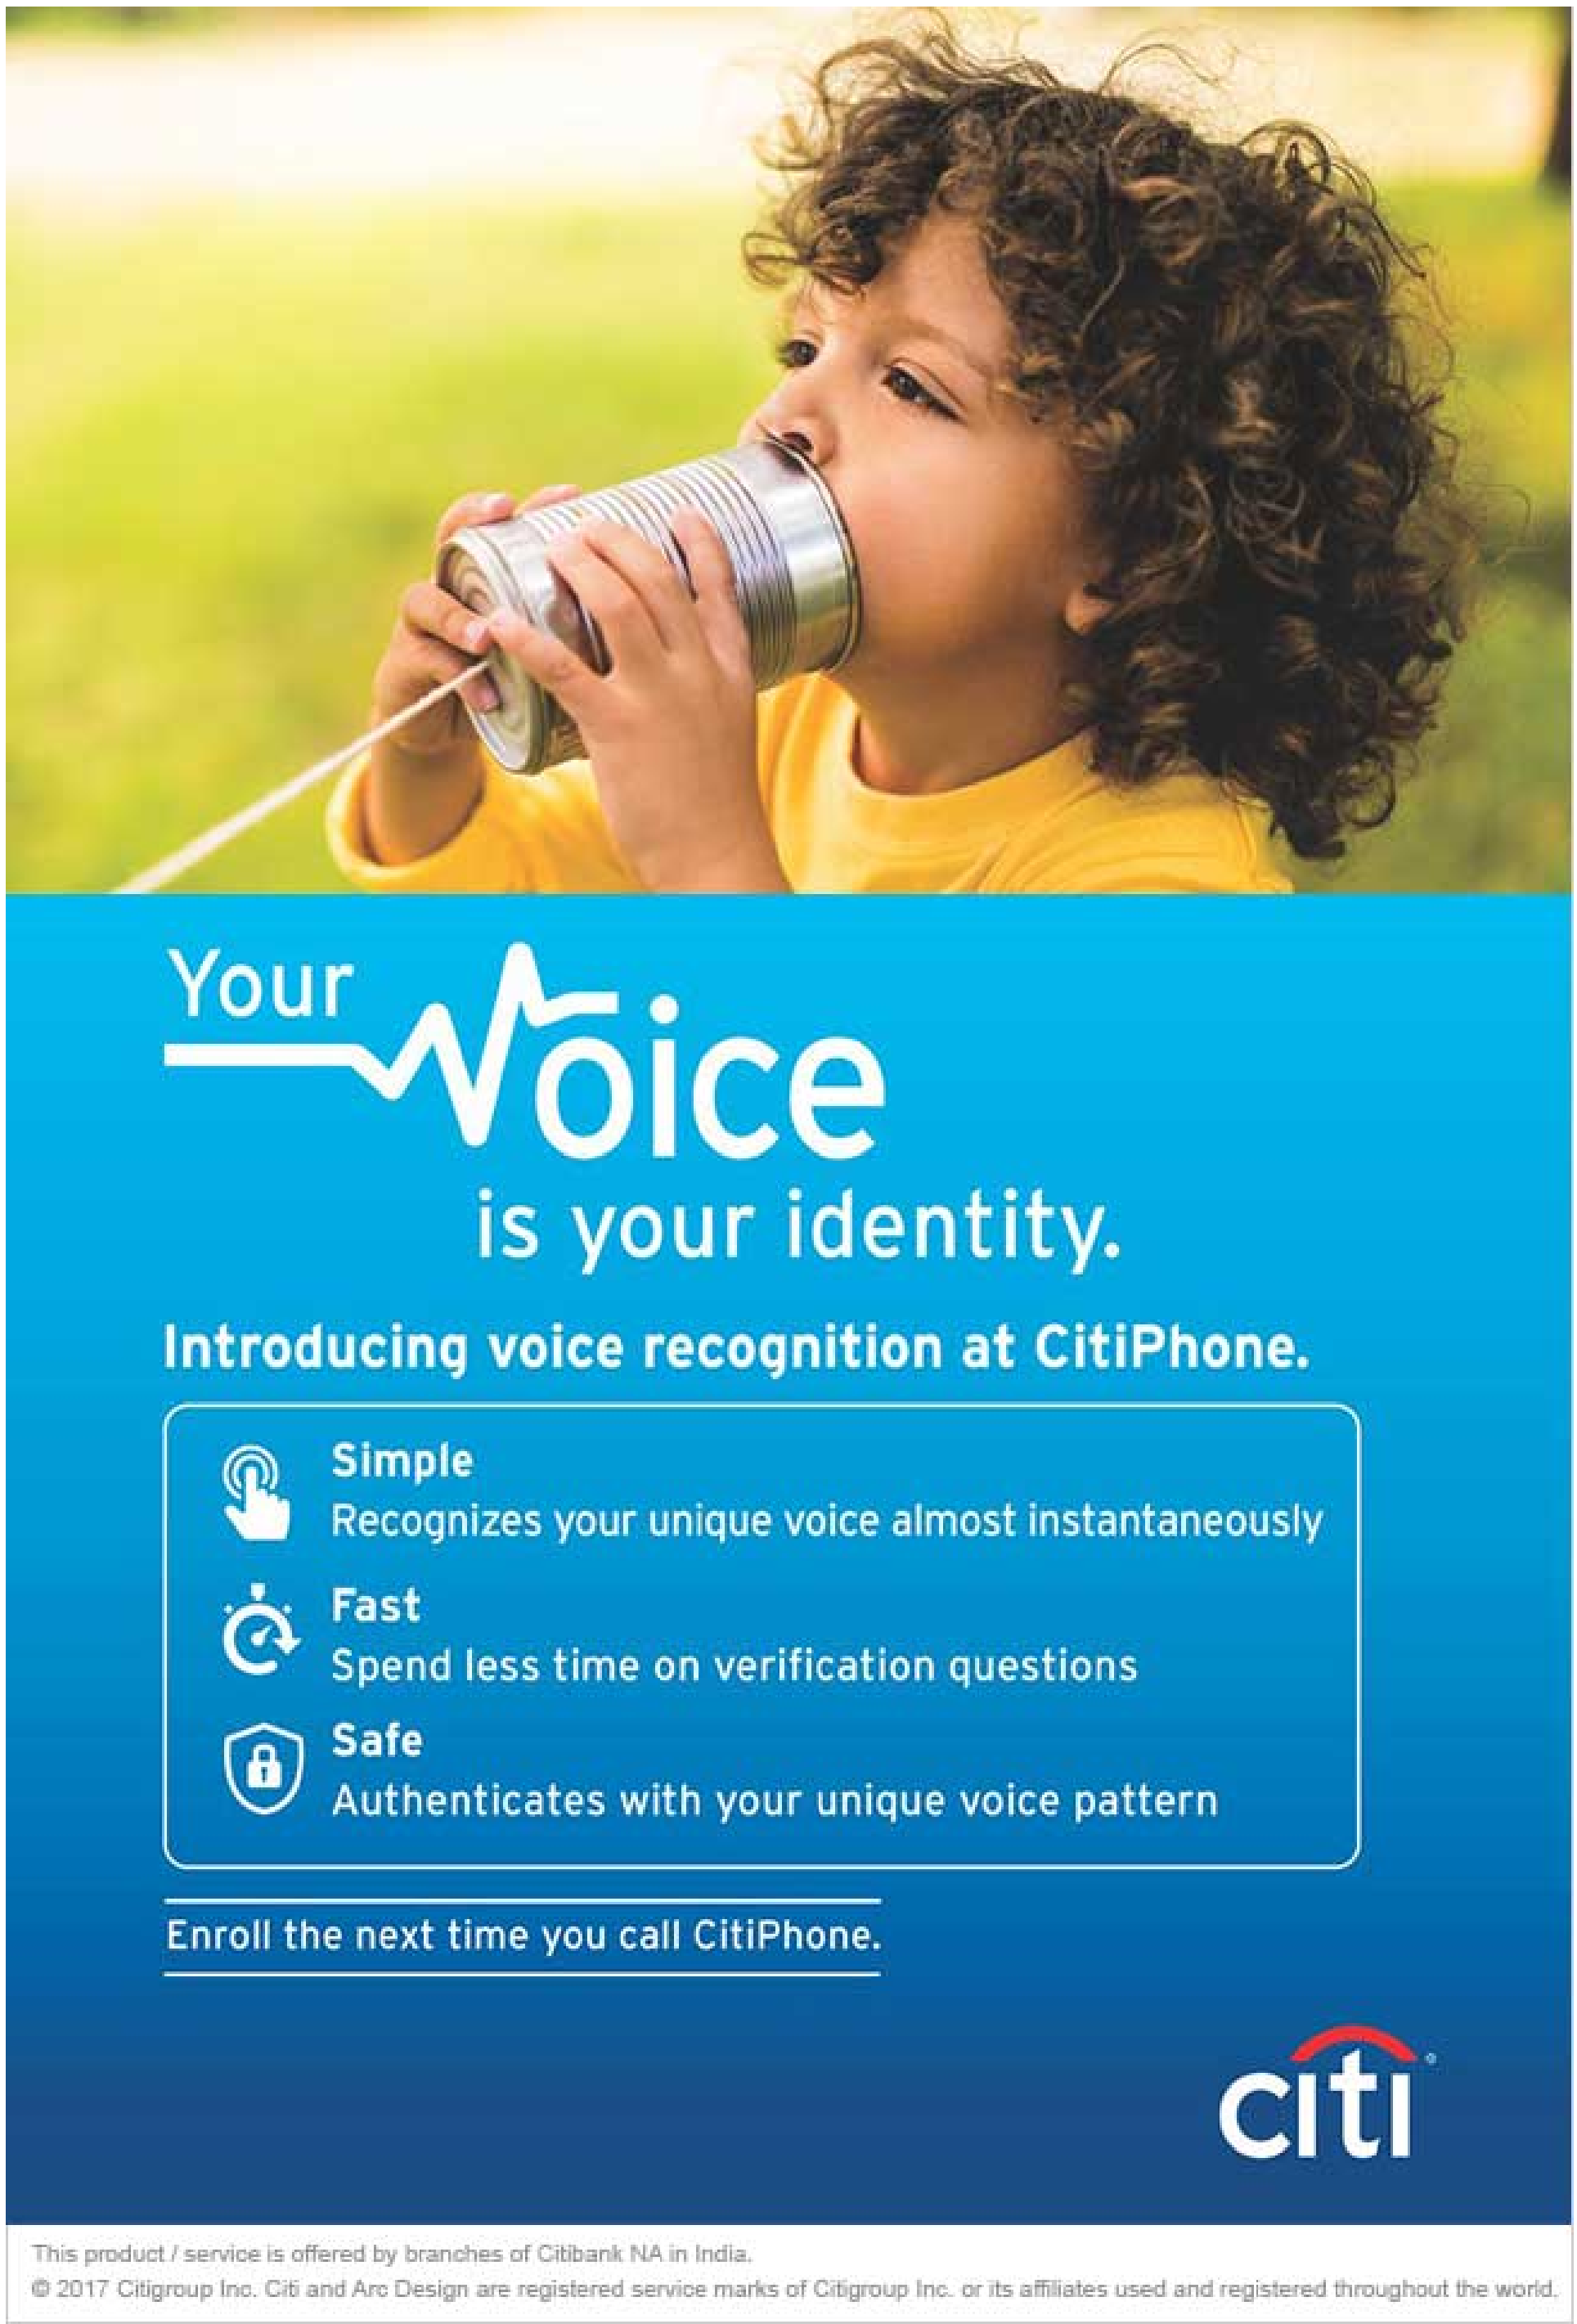 Your
Voice
is your identity.
Introducing voice recognition at CitiPhone.
Simple
Recognizes your unique voice almost instantaneously
Fast
Spend less time on verification questions
Safe
Authenticates with your unique voice pattern
Enroll the next time you call CitiPhone.
citi®
This product / service is offered by branches of Citibank NA in India.
© 2017 Citigroup Inc. Citi and Arc Design are registered service marks of Citigroup Inc. or its affiliates used and registered throughout the world.